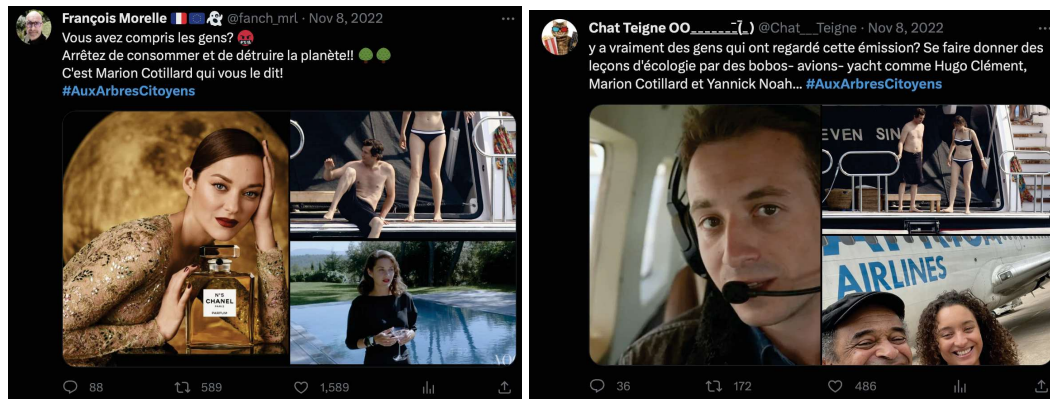 François Morelle 🇫🇷🇪🇺👻 @fanch_mrl · Nov 8, 2022
Vous avez compris les gens? 🤬
Arrêtez de consommer et de détruire la planète!! 🌳🌳
C'est Marion Cotillard qui vous le dit!
#AuxArbresCitoyens
N°5
CHANEL
PARIS
PARFUM
88 589 1,589
Chat Teigne OO @Chat__Teigne · Nov 8, 2022
y a vraiment des gens qui ont regardé cette émission? Se faire donner des
leçons d'écologie par des bobos- avions- yacht comme Hugo Clément,
Marion Cotillard et Yannick Noah... #AuxArbresCitoyens
EVEN SIN
AIRLINES
36 172 486